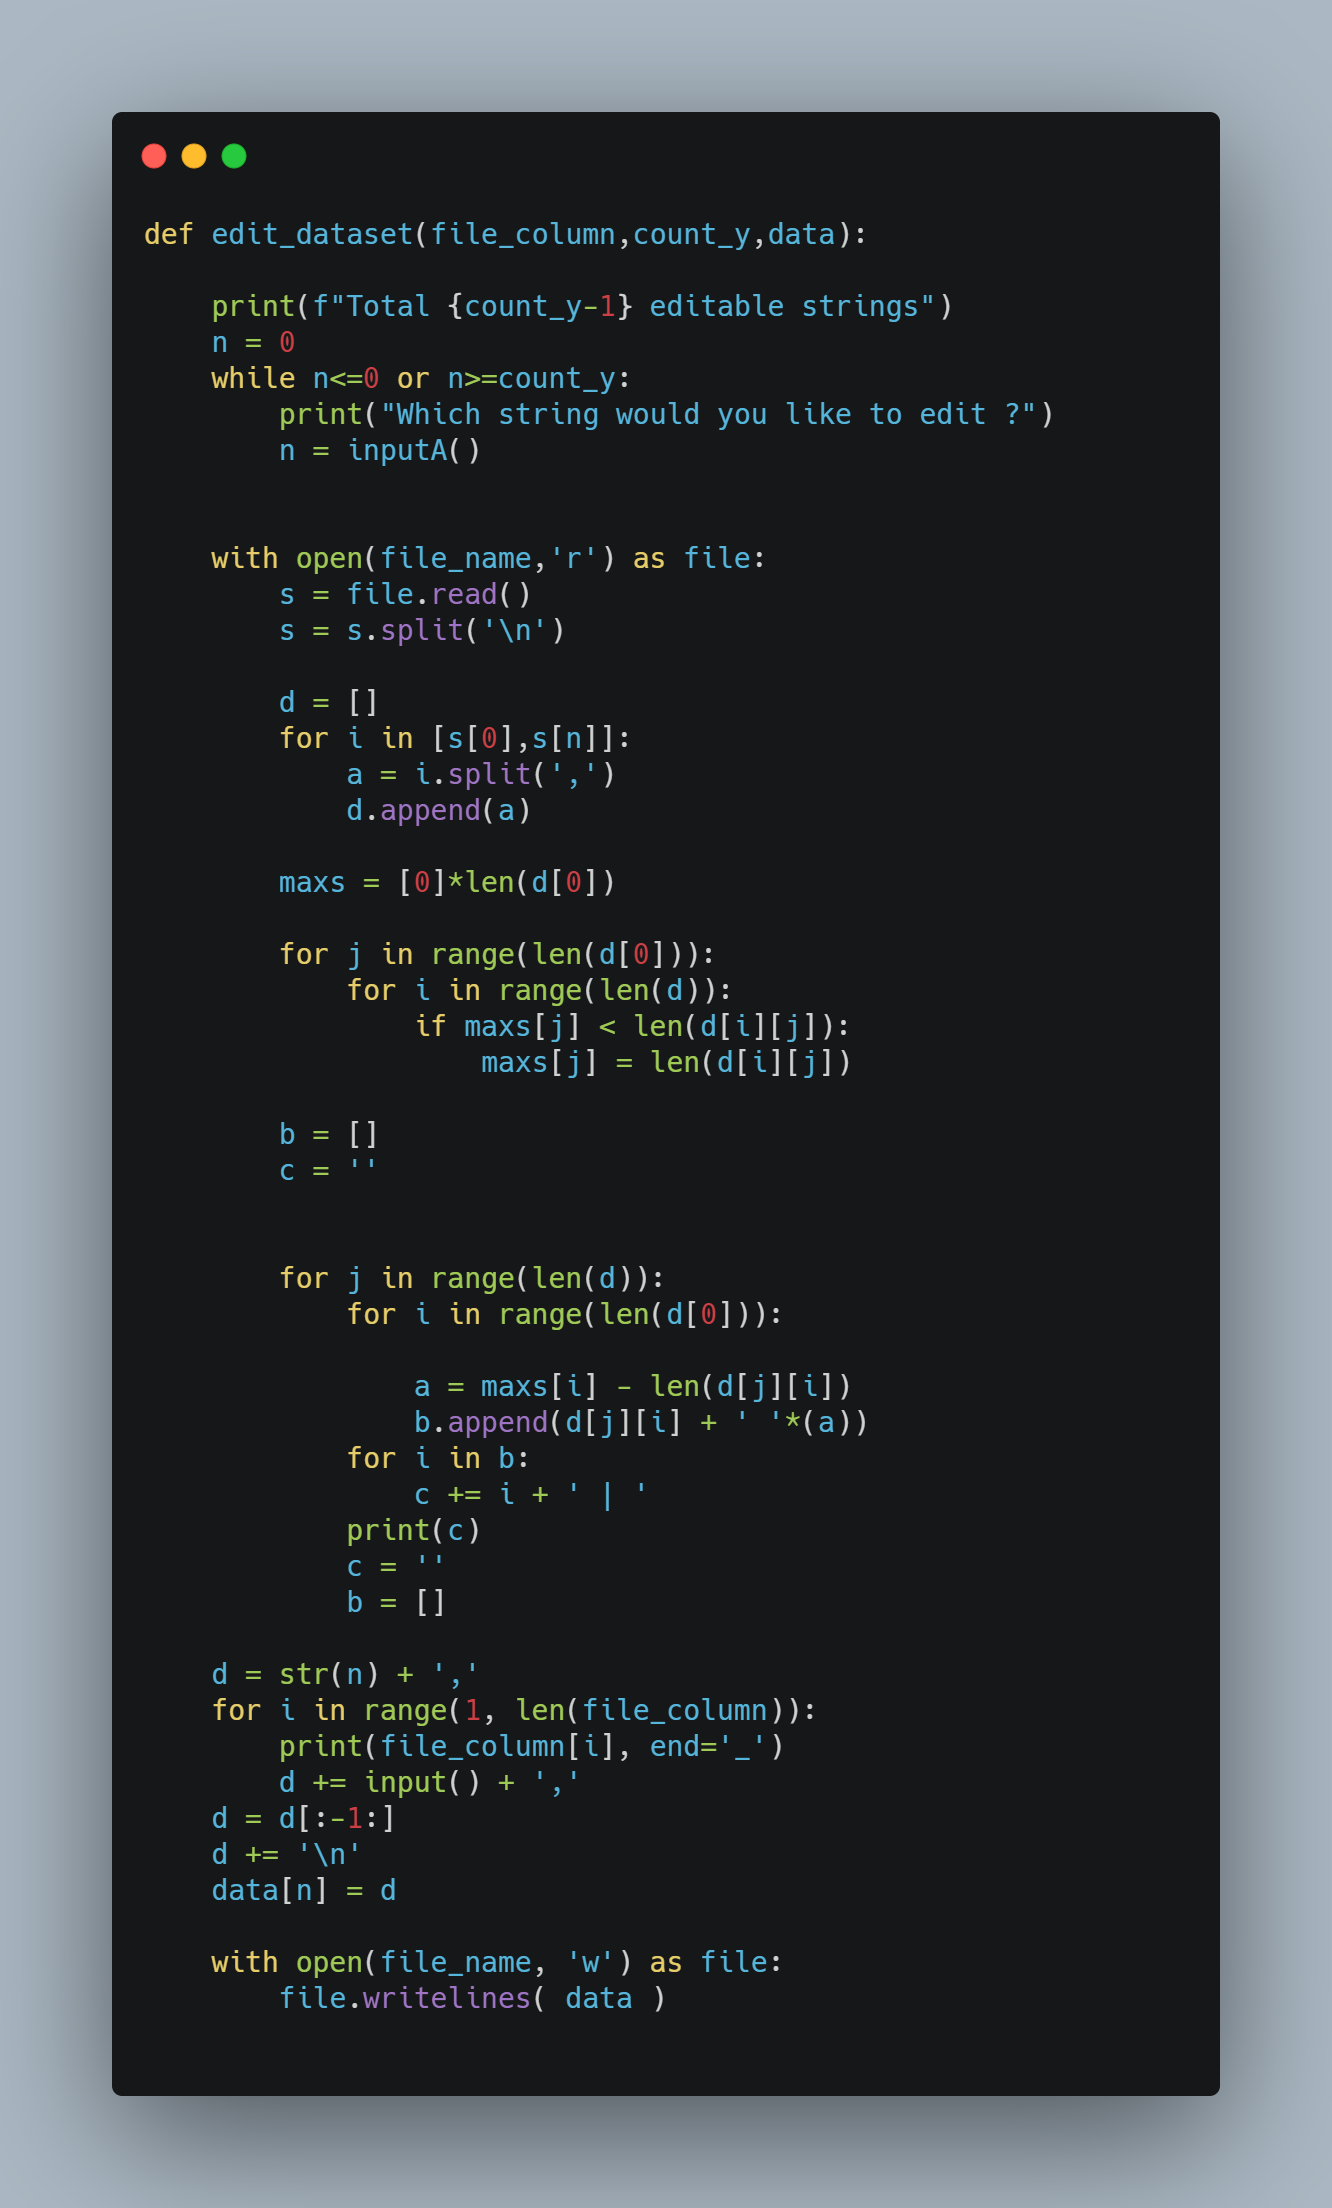 def edit_dataset(file_column,count_y,data):

    print(f"Total {count_y-1} editable strings")
    n = 0
    while n<=0 or n>=count_y:
        print("Which string would you like to edit ?")
        n = inputA()


    with open(file_name,'r') as file:
        s = file.read()
        s = s.split('\n')

        d = []
        for i in [s[0],s[n]]:
            a = i.split(',')
            d.append(a)

        maxs = [0]*len(d[0])

        for j in range(len(d[0])):
            for i in range(len(d)):
                if maxs[j] < len(d[i][j]):
                    maxs[j] = len(d[i][j])

        b = []
        c = ''


        for j in range(len(d)):
            for i in range(len(d[0])):

                a = maxs[i] - len(d[j][i])
                b.append(d[j][i] + ' '*(a))
            for i in b:
                c += i + ' | '
            print(c)
            c = ''
            b = []

    d = str(n) + ','
    for i in range(1, len(file_column)):
        print(file_column[i], end='_')
        d += input() + ','
    d = d[:-1:]
    d += '\n'
    data[n] = d

    with open(file_name, 'w') as file:
        file.writelines( data )